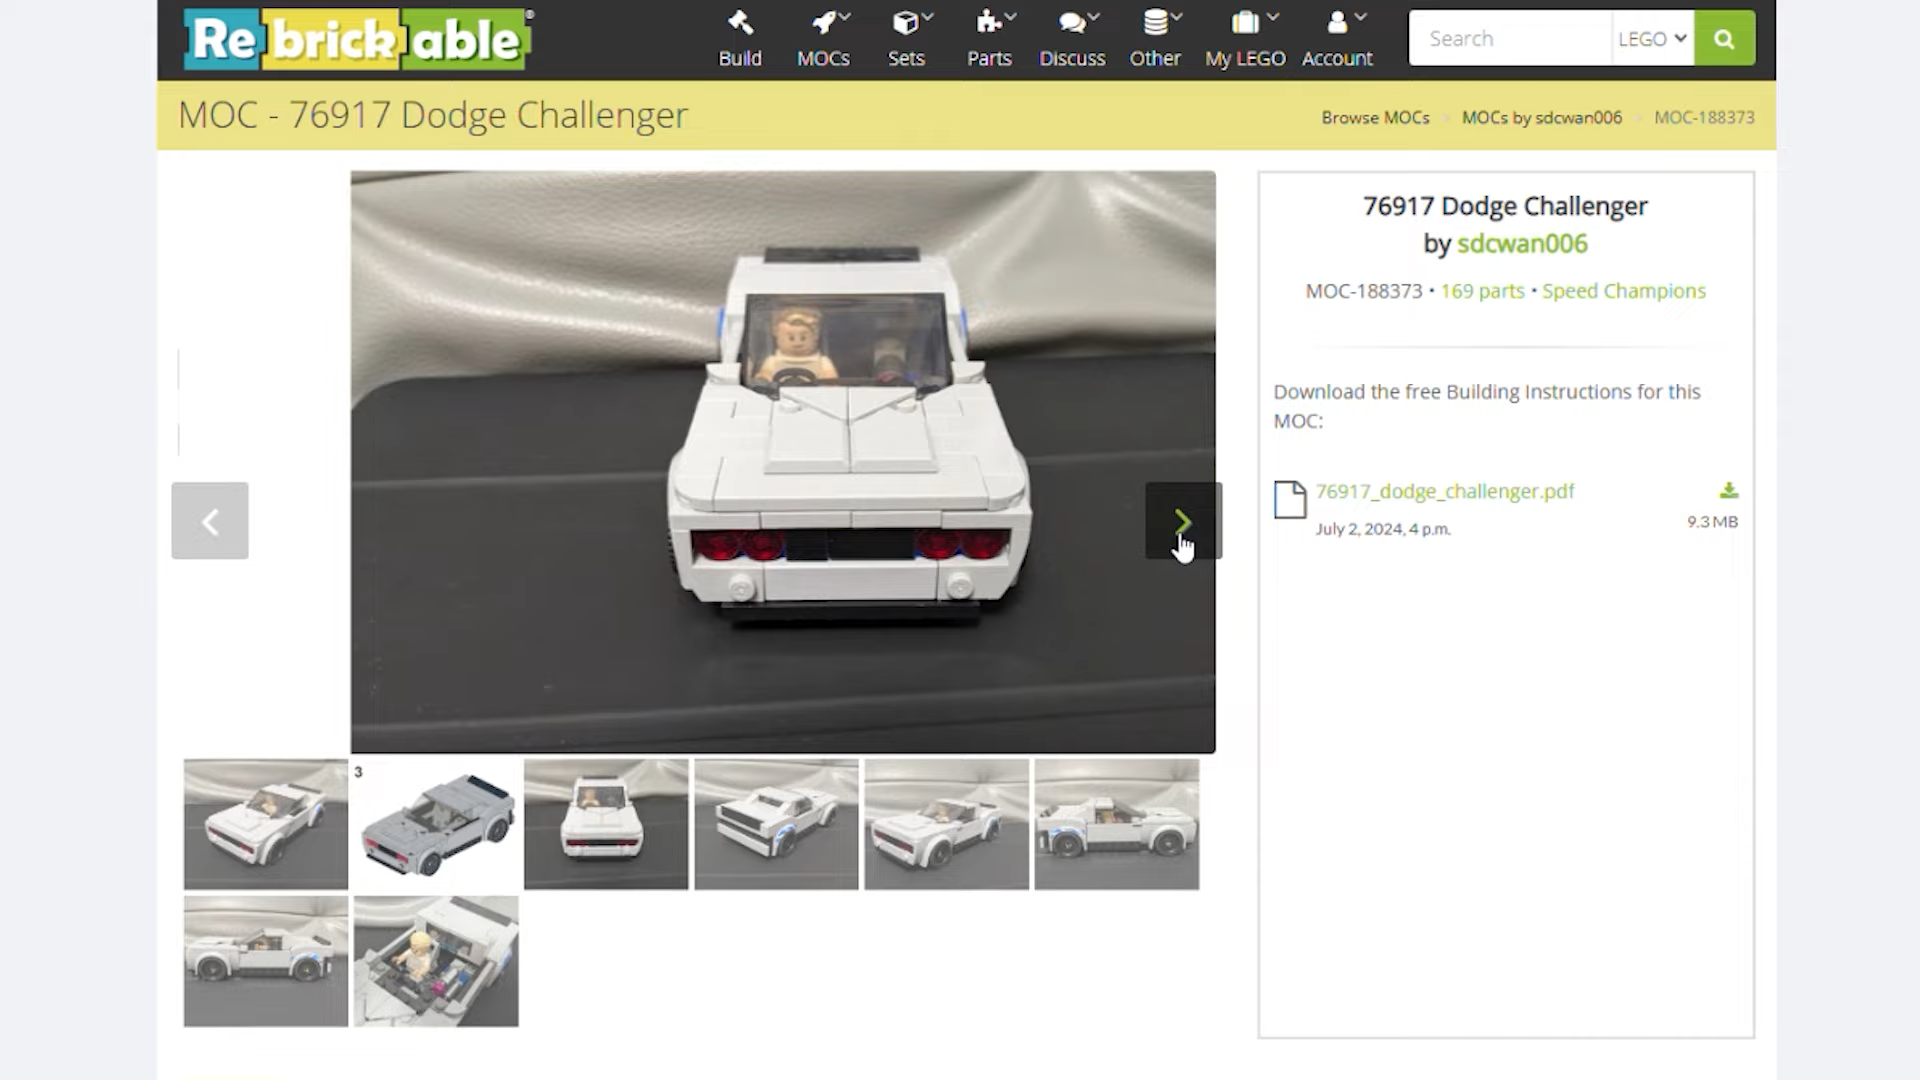 Rebrickable®
Build
MOCs
Sets
Parts
Discuss
Other
My LEGO
Account
Search
LEGO
MOC - 76917 Dodge Challenger
Browse MOCs
MOCs by sdcwan006
MOC-188373
76917 Dodge Challenger
by sdcwan006
MOC-188373 • 169 parts • Speed Champions
Download the free Building Instructions for this
MOC:
76917_dodge_challenger.pdf
9.3 MB
July 2, 2024, 4 p.m.
3